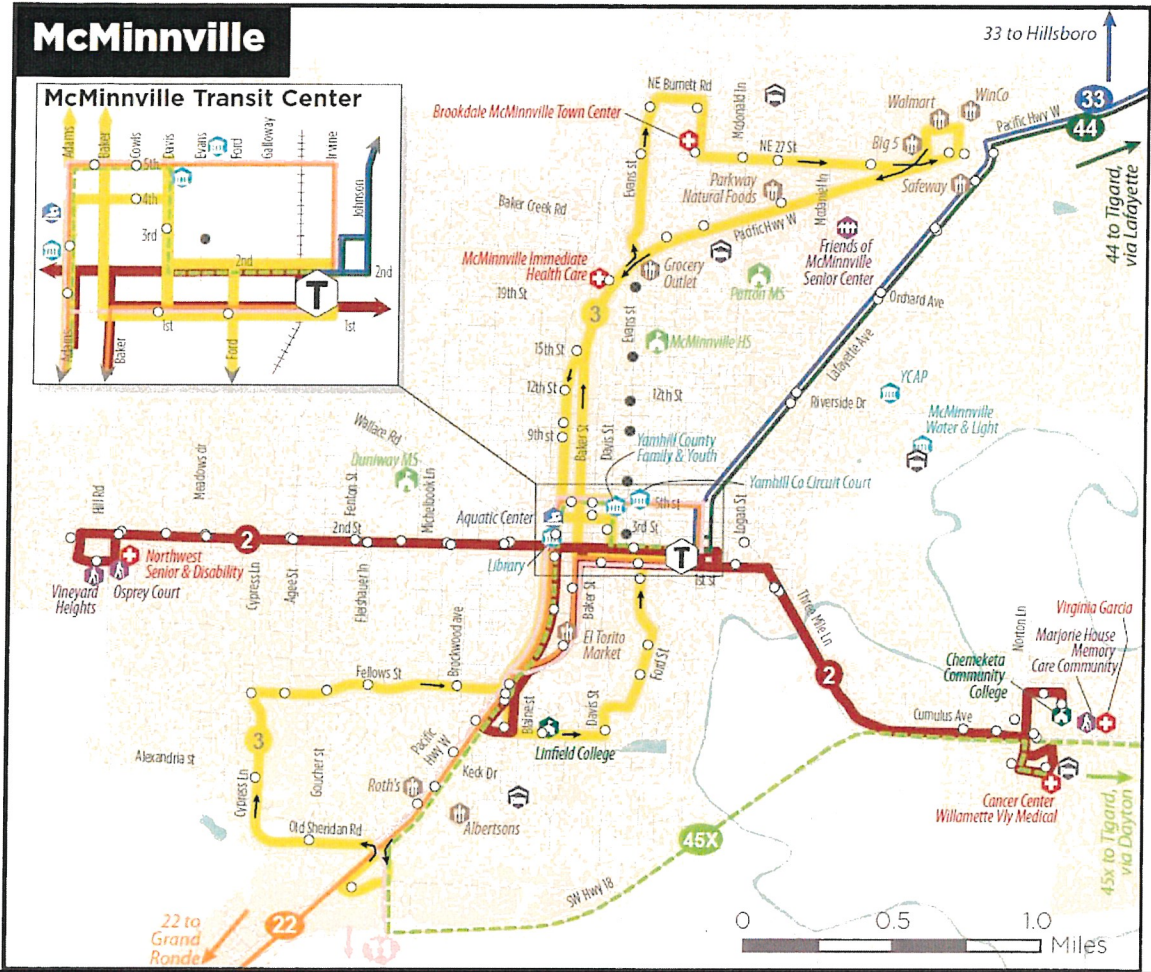 McMinnville
33 to Hillsboro
McMinnville Transit Center
Adams
Baker
Cowls
Davis
Evans
Ford
Galloway
Irvine
Johnson
5th
4th
3rd
2nd
2nd
1st
1st
T
Adams
Baker
Ford
NE Burnett Rd
Mcdonald Ln
Brookdale McMinnville Town Center
Walmart
WinCo
Big 5
Pacific Hwy W
33
44
NE 27 St
Evans st
Parkway
Natural Foods
Mcdaniel Ln
Safeway
44 to Tigard,
via Lafayette
Baker Creek Rd
Pacific Hwy W
Friends of
McMinnville
Senior Center
McMinnville Immediate
Health Care
Grocery
Outlet
Patton MS
19th St
Orchard Ave
3
Evans st
15th St
McMinnville HS
Lafayette Ave
12th St
12th St
YCAP
Riverside Dr
McMinnville
Water & Light
9th st
Baker St
Davis St
Yamhill County
Family & Youth
Wallace Rd
Duniway MS
Yamhill Co Circuit Court
Hill Rd
Meadows dr
Fenton St
Michelbook Ln
5th st
Aquatic Center
2nd St
3rd St
Logan St
2
T
Library
1st st
Northwest
Senior & Disability
Vineyard
Heights
Osprey Court
Cypress Ln
Agee St
Fleishauer ln
Baker St
Three Mile Ln
El Torito
Market
Brockwood ave
Norton Ln
Virginia Garcia
Marjorie House
Memory
Care Community
Chemeketa
Community
College
Fellows St
Ford St
2
Blaine st
Davis St
Cumulus Ave
Linfield College
3
Pacific
Hwy W
Alexandria st
Goucher st
Keck Dr
Cypress Ln
Roth's
Albertsons
Cancer Center
Willamette Vly Medical
45x to Tigard,
via Dayton
Old Sheridan Rd
45X
SW Hwy 18
22 to
Grand
Ronde
22
0
0.5
1.0
Miles